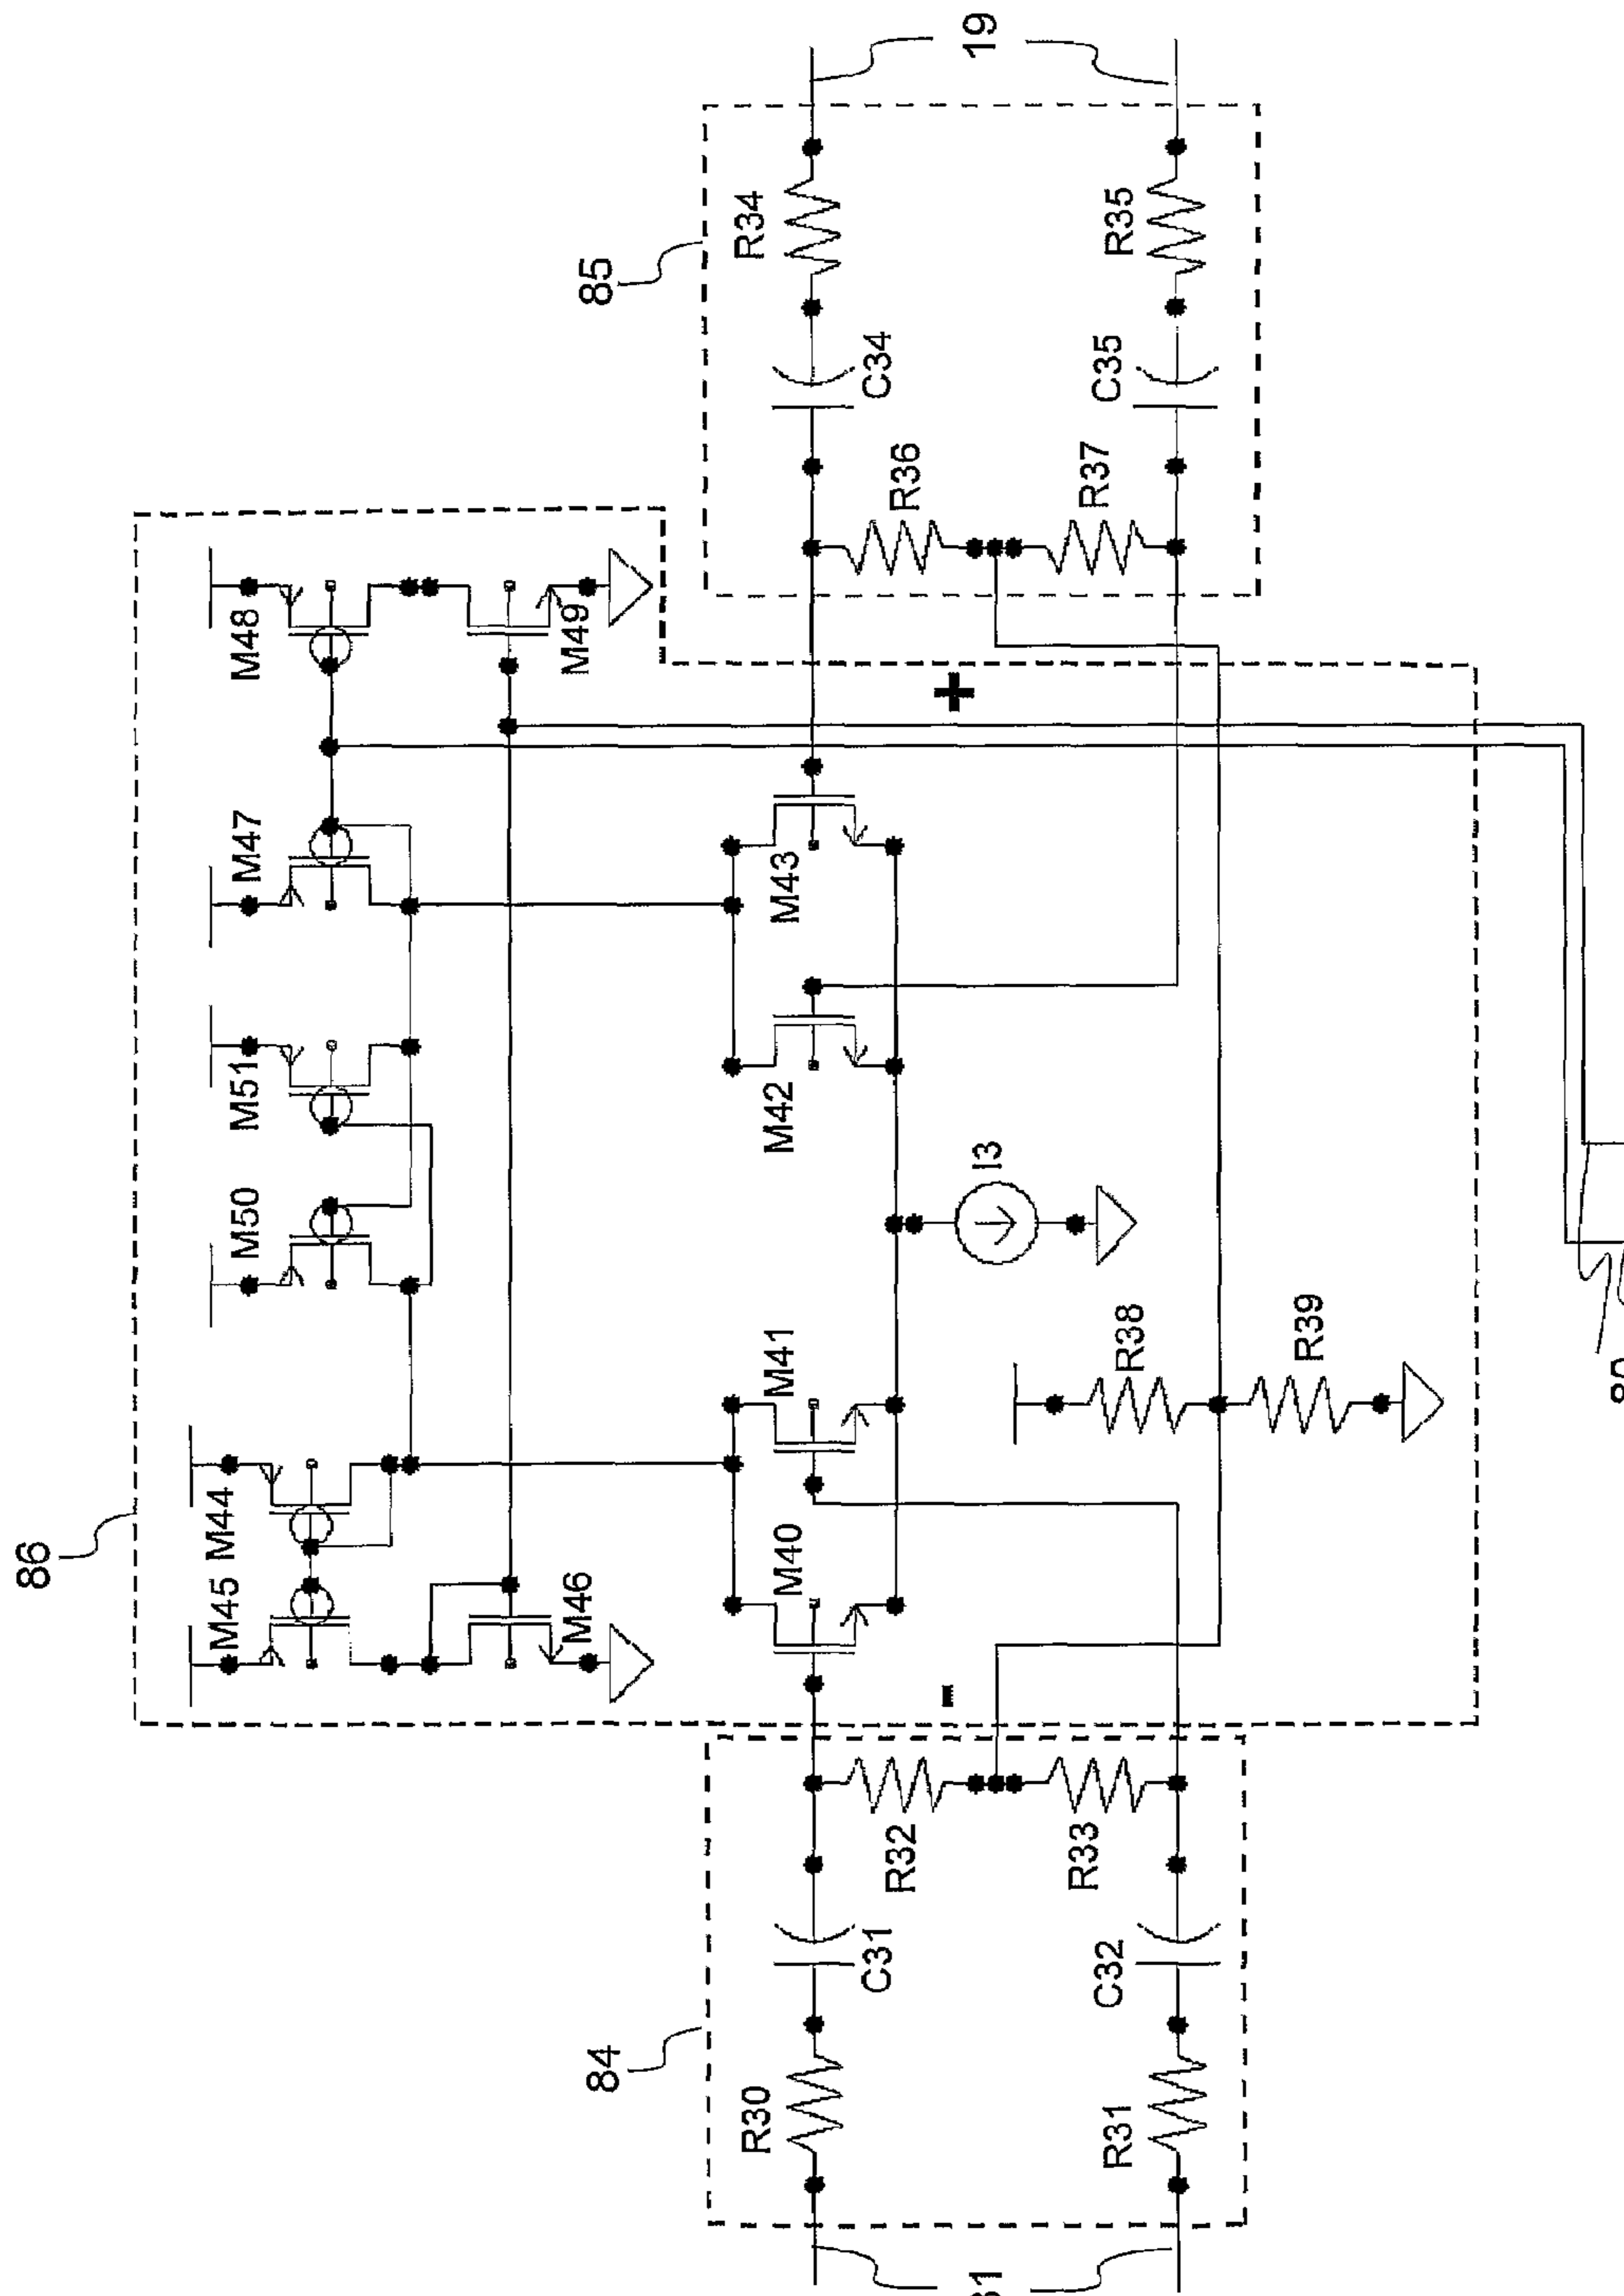 86
M45 M44 M50 M51 M47 M48
M46 M49
84 85
R30 M40 M41 M42 M43 R34
C31 R32 R36 C34
- +
I3 19
R33 R37
R31 C32 R38 C35 R35
R39